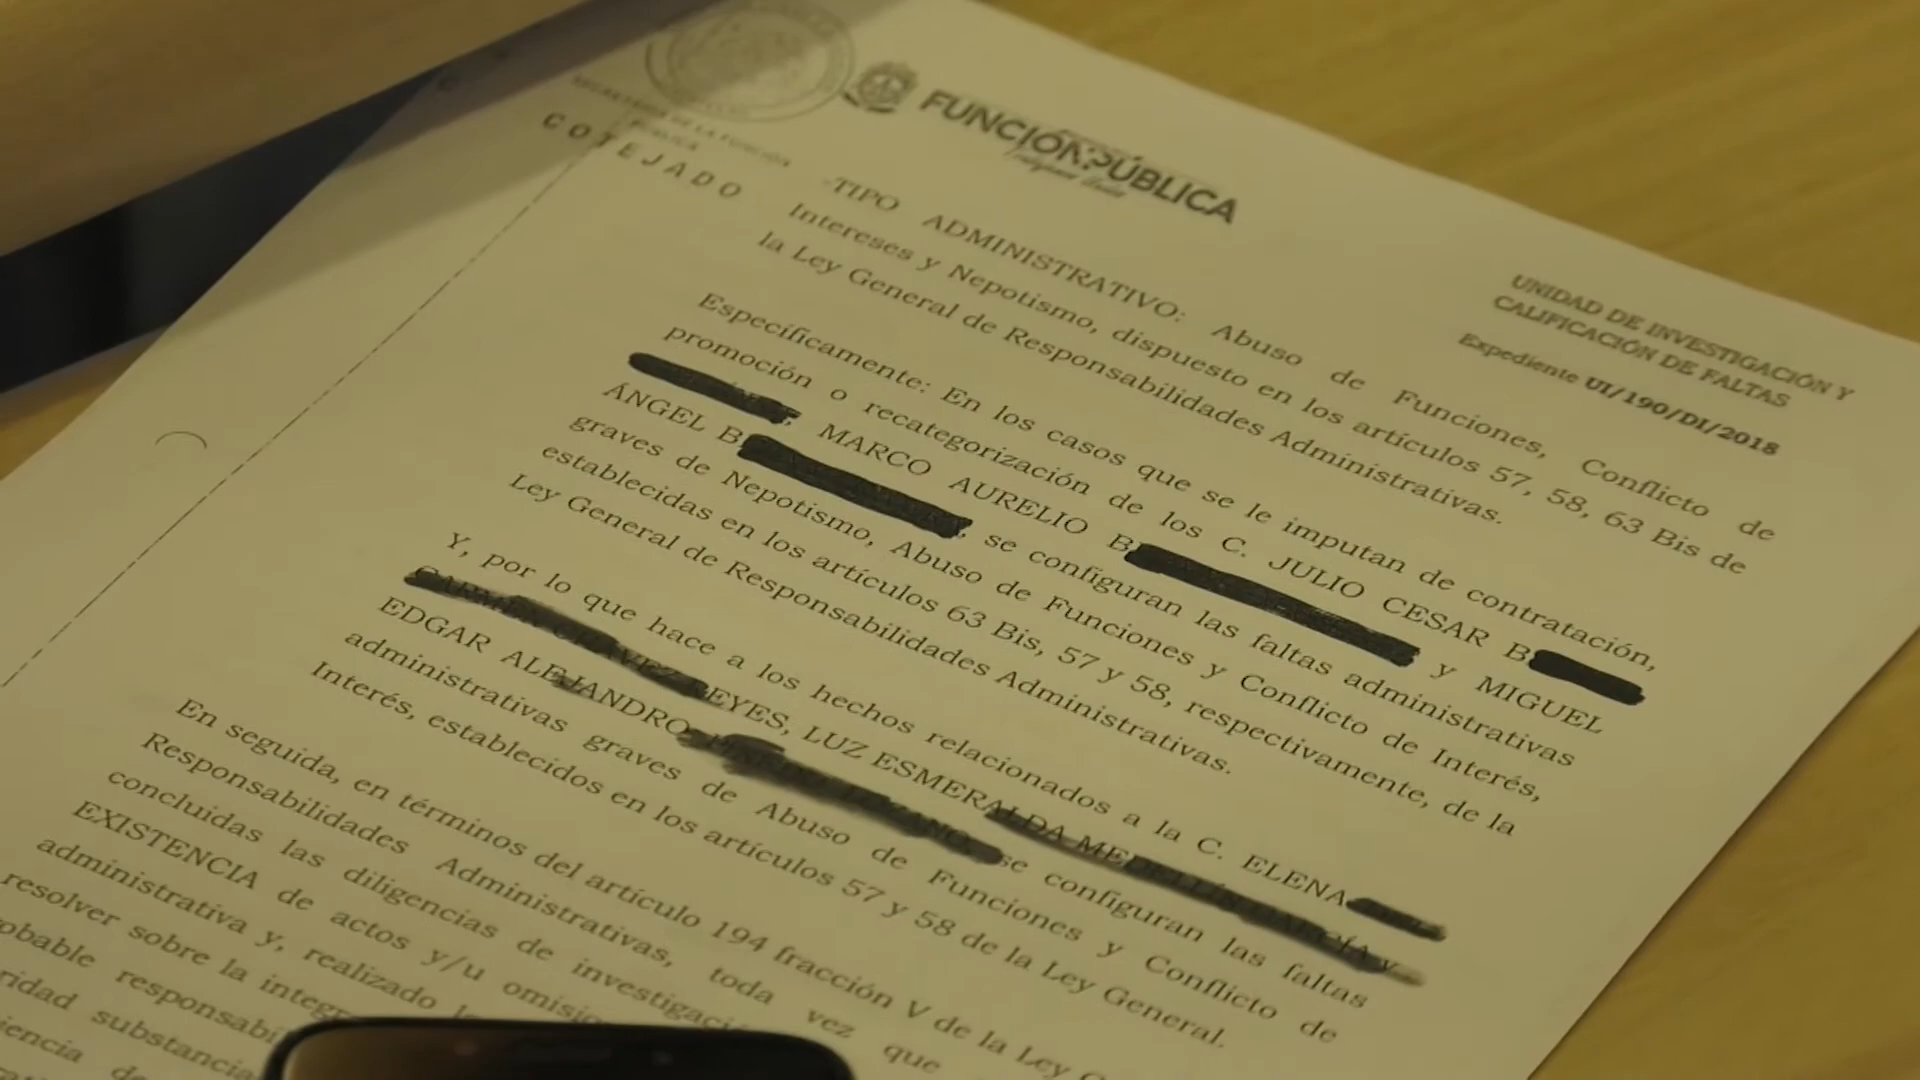 SECRETARÍA DE LA FUNCIÓN
PÚBLICA
COTEJADO
FUNCIÓN PÚBLICA
UNIDAD DE INVESTIGACIÓN Y
CALIFICACIÓN DE FALTAS
Expediente UI/190/DI/2018
-TIPO ADMINISTRATIVO: Abuso de Funciones, Conflicto de
Intereses y Nepotismo, dispuesto en los artículos 57, 58, 63 Bis de
la Ley General de Responsabilidades Administrativas.
Específicamente: En los casos que se le imputan de contratación,
promoción o recategorización de los C. JULIO CESAR B
, MARCO AURELIO B y MIGUEL
ÁNGEL B , se configuran las faltas administrativas
graves de Nepotismo, Abuso de Funciones y Conflicto de Interés,
establecidas en los artículos 63 Bis, 57 y 58, respectivamente, de la
Ley General de Responsabilidades Administrativas.
Y, por lo que hace a los hechos relacionados a la C. ELENA
LUZ
EDGAR ALEJANDRO se configuran las faltas
administrativas graves de Abuso de Funciones y Conflicto de
Interés, establecidos en los artículos 57 y 58 de la Ley General.
En seguida, en términos del artículo 194 fracción V de la Ley
Responsabilidades Administrativas, toda vez que
concluidas las diligencias de
EXISTENCIA de actos y/u
administrativa y, realizado
resolver sobre la